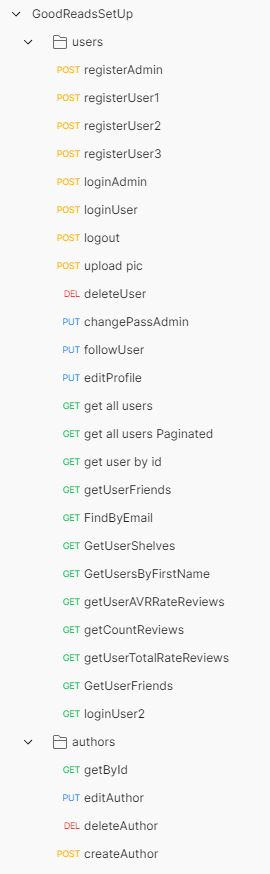 GoodReadsSetUp
users
POST registerAdmin
POST registerUser1
POST registerUser2
POST registerUser3
POST loginAdmin
POST loginUser
POST logout
POST upload pic
DEL deleteUser
PUT changePassAdmin
PUT followUser
PUT editProfile
GET get all users
GET get all users Paginated
GET get user by id
GET getUserFriends
GET FindByEmail
GET GetUserShelves
GET GetUsersByFirstName
GET getUserAVRRateReviews
GET getCountReviews
GET getUserTotalRateReviews
GET GetUserFriends
GET loginUser2
authors
GET getById
PUT editAuthor
DEL deleteAuthor
POST createAuthor